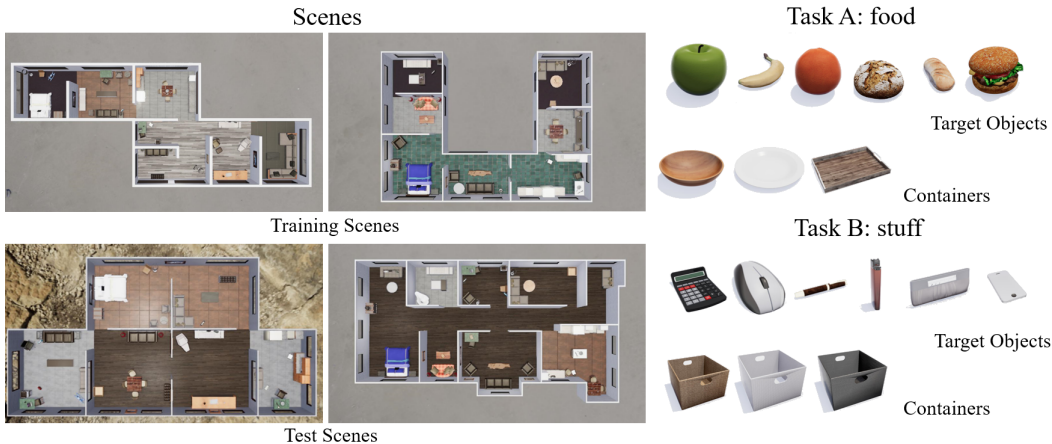 Scenes
Task A: food
Target Objects
Containers
Training Scenes
Task B: stuff
Target Objects
Containers
Test Scenes